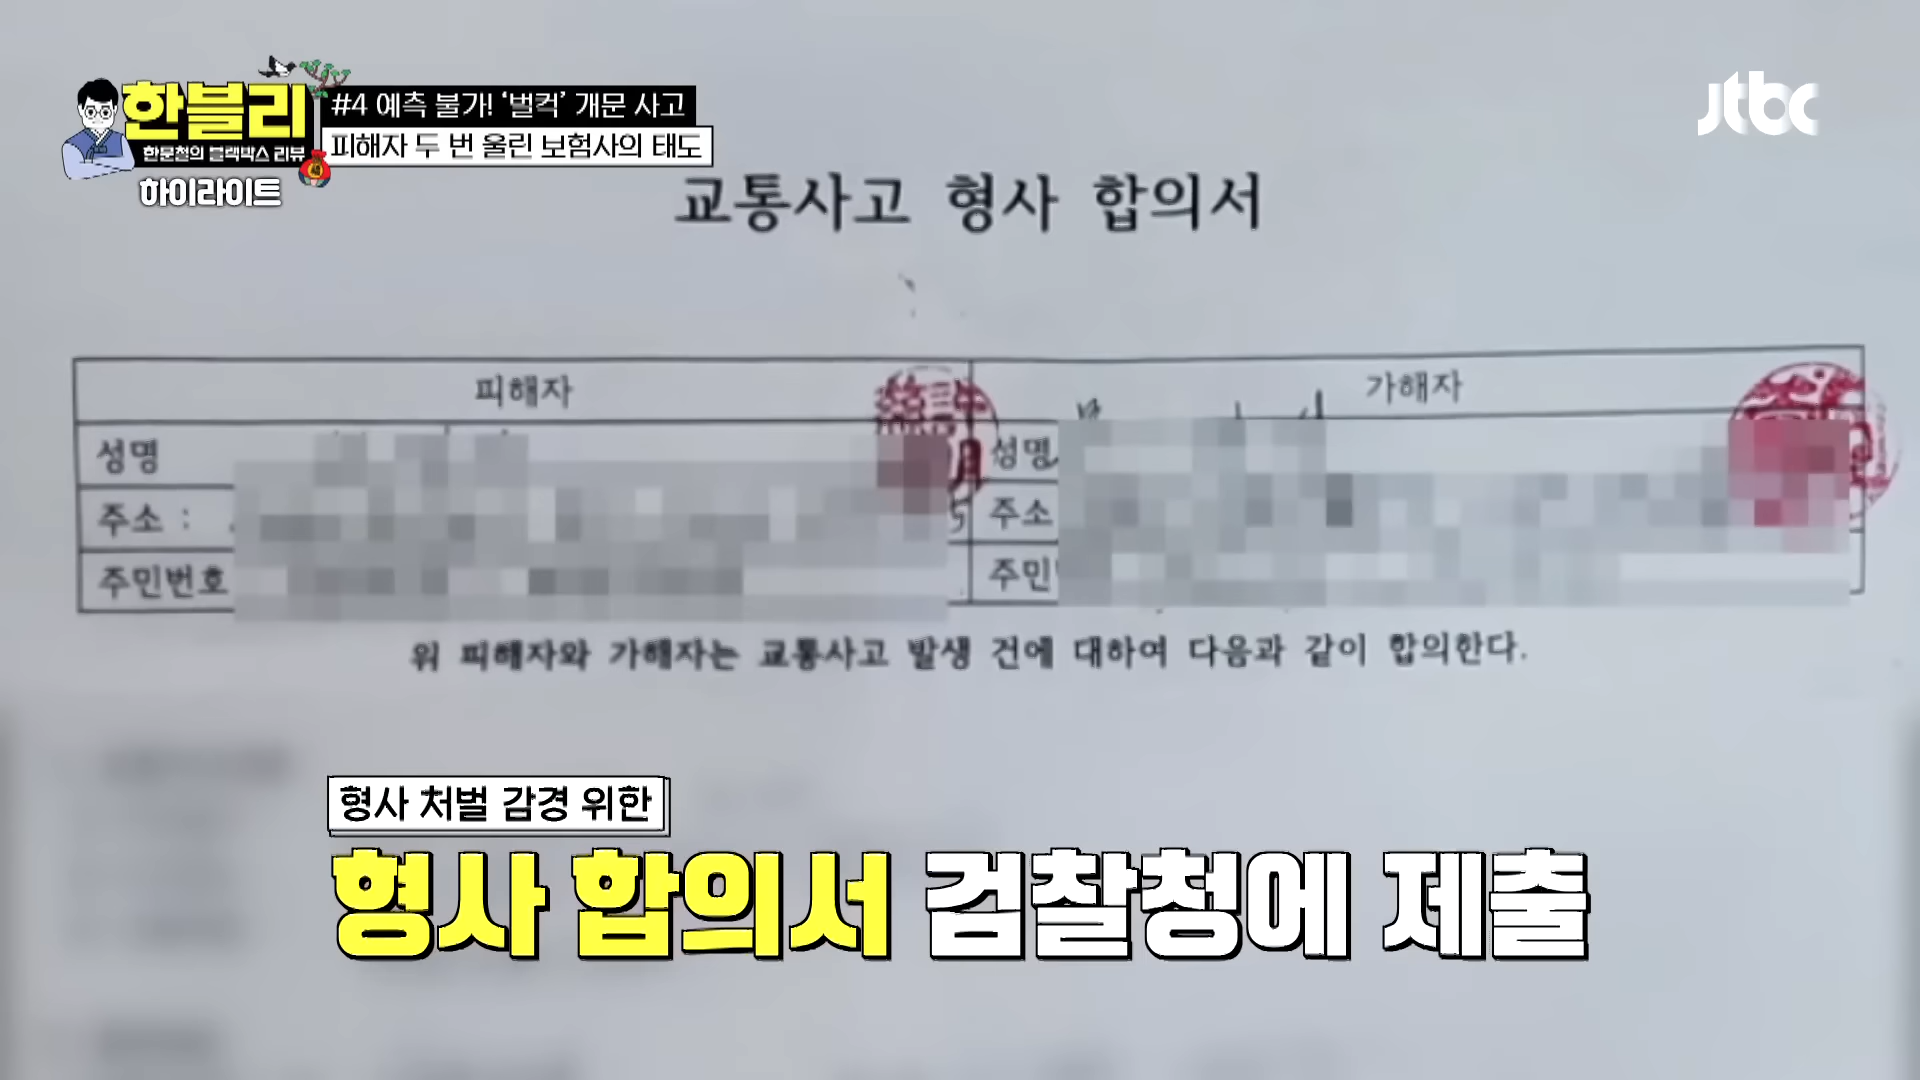 한블리
한문철의 블랙박스 리뷰
하이라이트
#4 예측 불가! ‘벌컥’ 개문 사고
피해자 두 번 울린 보험사의 태도
jtbc
교통사고 형사 합의서
피해자
가해자
성명
성명
주소 :
주소
주민번호
주민
위 피해자와 가해자는 교통사고 발생 건에 대하여 다음과 같이 합의한다.
형사 처벌 감경 위한
형사 합의서 검찰청에 제출